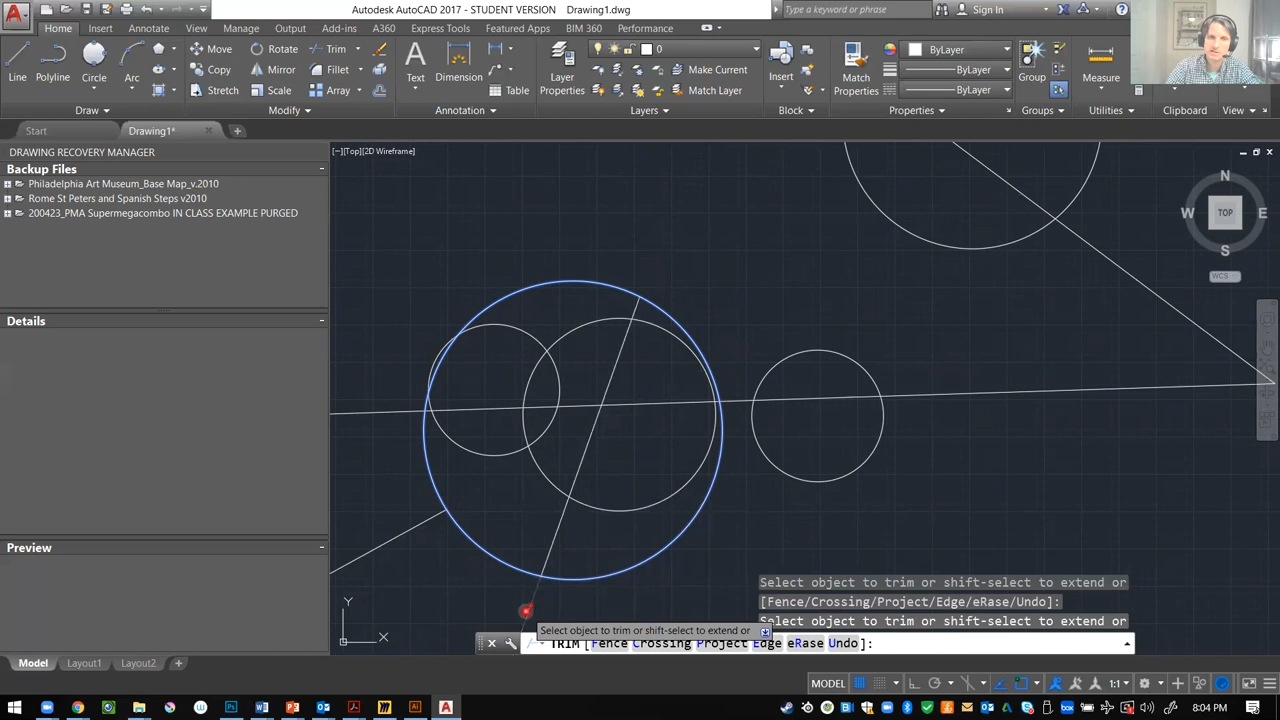 Autodesk AutoCAD 2017 - STUDENT VERSION Drawing1.dwg
Type a keyword or phrase
Sign In
Home Insert Annotate View Manage Output Add-ins A360 Express Tools Featured Apps BIM 360 Performance
Line Polyline Circle Arc
Move Rotate Trim
Copy Mirror Fillet
Stretch Scale Array
Text Dimension
Table
Layer Properties
0
Make Current
Match Layer
Insert
Match Properties
ByLayer
ByLayer
ByLayer
Group
Measure
Draw Modify Annotation Layers Block Properties Groups Utilities Clipboard View
Start Drawing1*
DRAWING RECOVERY MANAGER
Backup Files
Philadelphia Art Museum_Base Map_v.2010
Rome St Peters and Spanish Steps v2010
200423_PMA Supermegacombo IN CLASS EXAMPLE PURGED
Details
Preview
[−][Top][2D Wireframe]
N
W TOP E
S
WCS
Y
X
Select object to trim or shift-select to extend or
[Fence/Crossing/Project/Edge/eRase/Undo]:
Select object to trim or shift-select to extend or
Select object to trim or shift-select to extend or
TRIM [Fence Crossing Project Edge eRase Undo]:
Model Layout1 Layout2
MODEL 1:1
8:04 PM